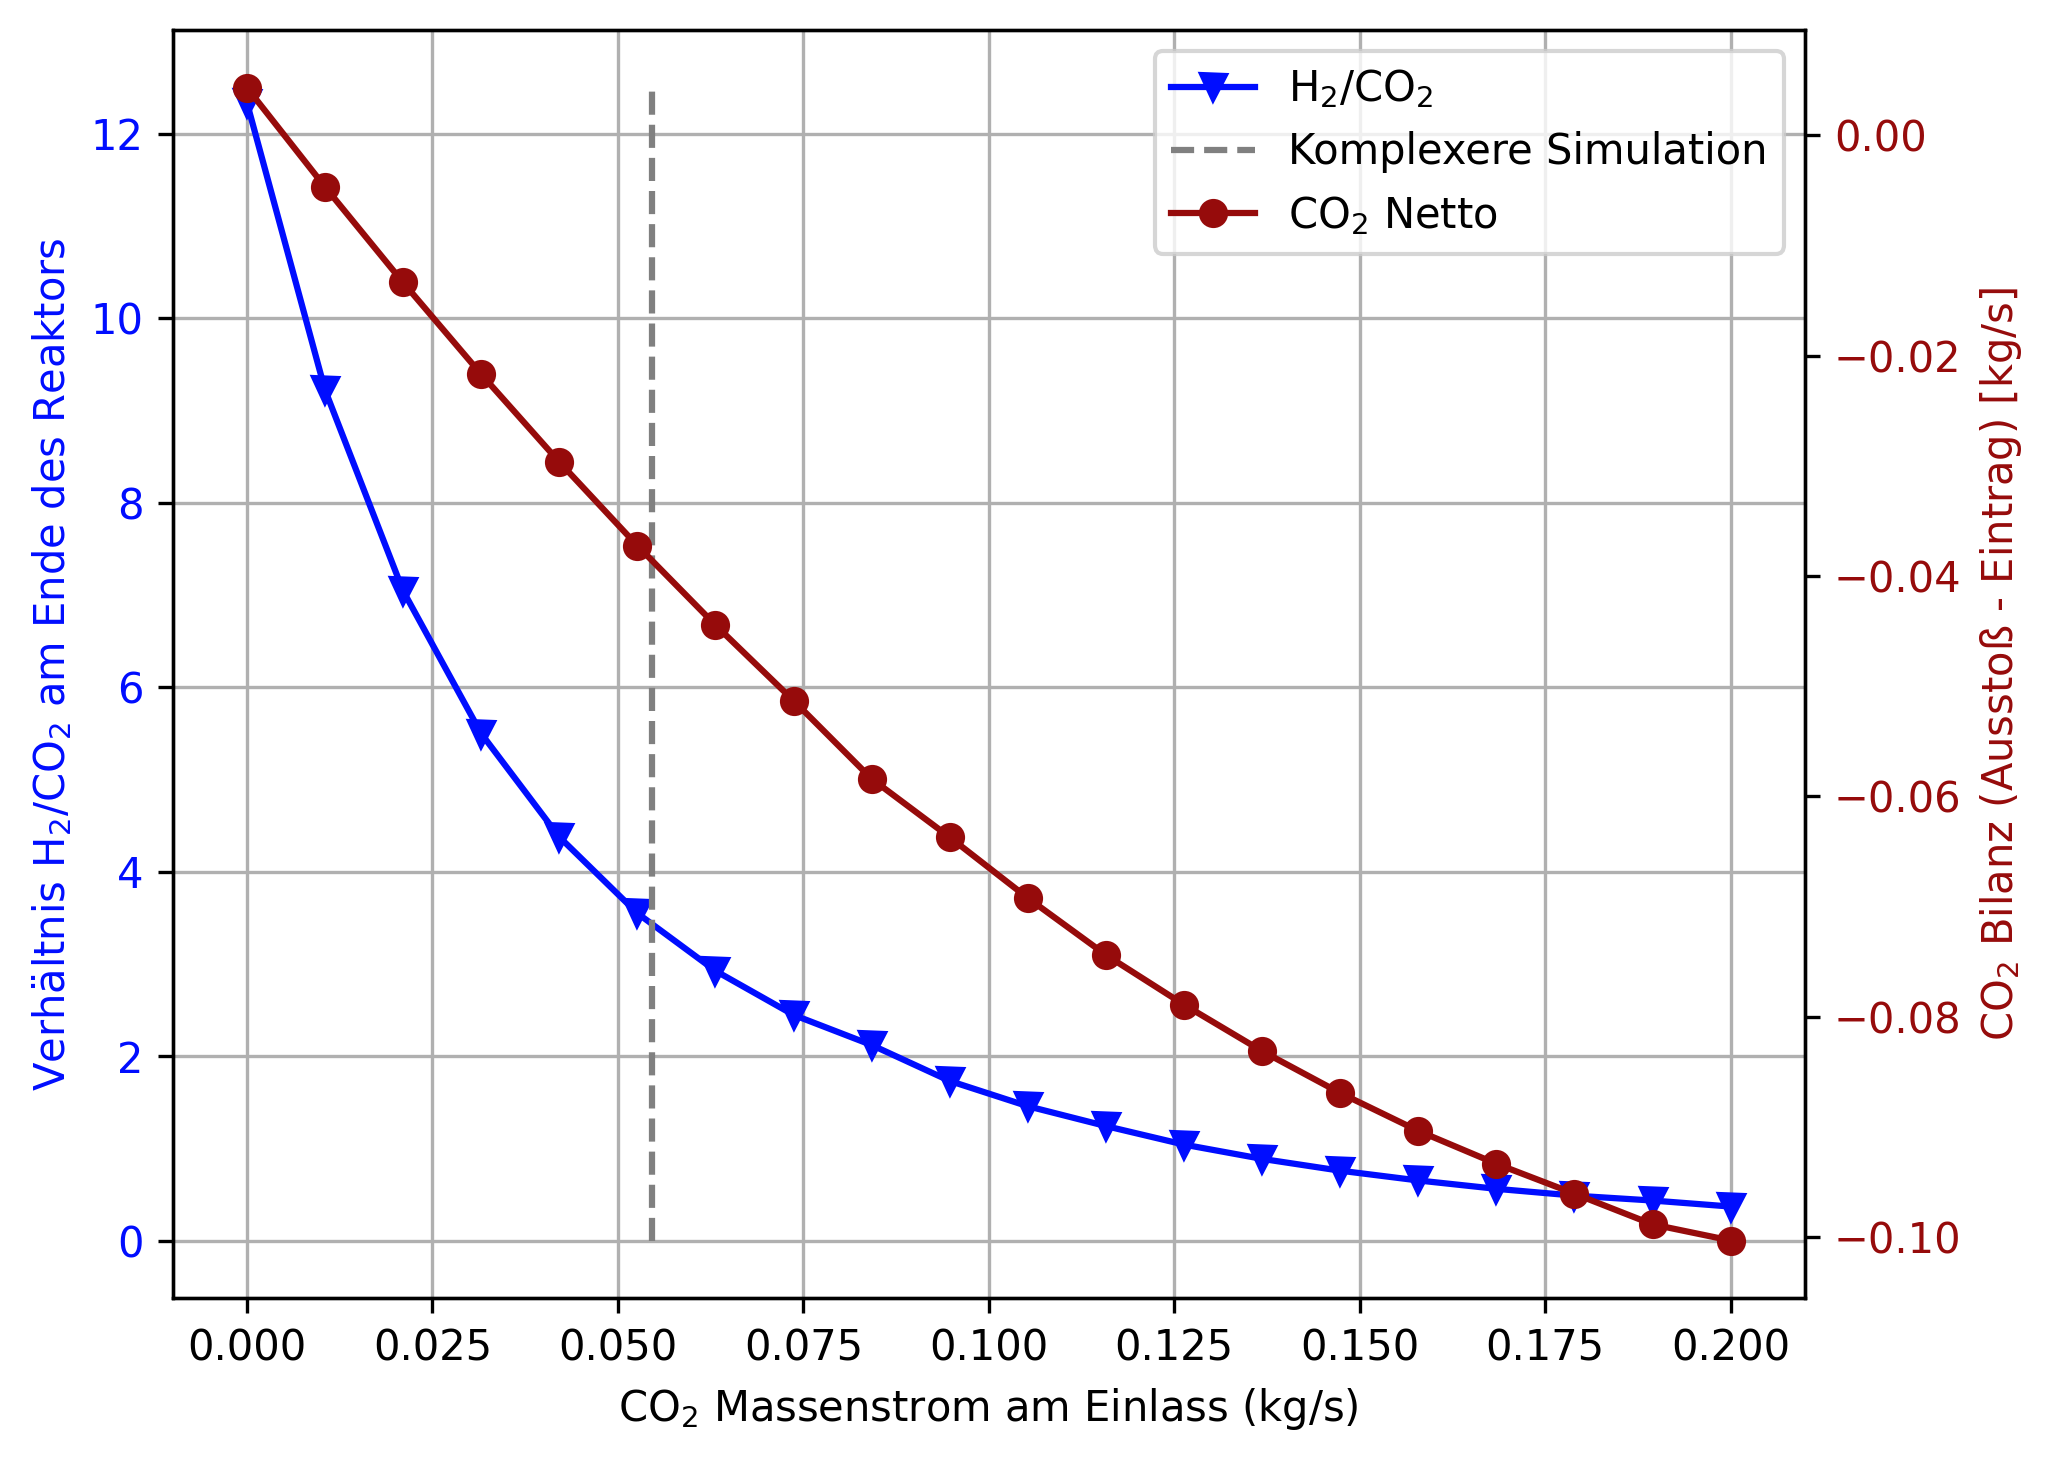 H₂/CO₂
Komplexere Simulation
CO₂ Netto
Verhältnis H₂/CO₂ am Ende des Reaktors
12
10
8
6
4
2
0
0.00
−0.02
−0.04
−0.06
−0.08
−0.10
CO₂ Bilanz (Ausstoß - Eintrag) [kg/s]
0.000 0.025 0.050 0.075 0.100 0.125 0.150 0.175 0.200
CO₂ Massenstrom am Einlass (kg/s)